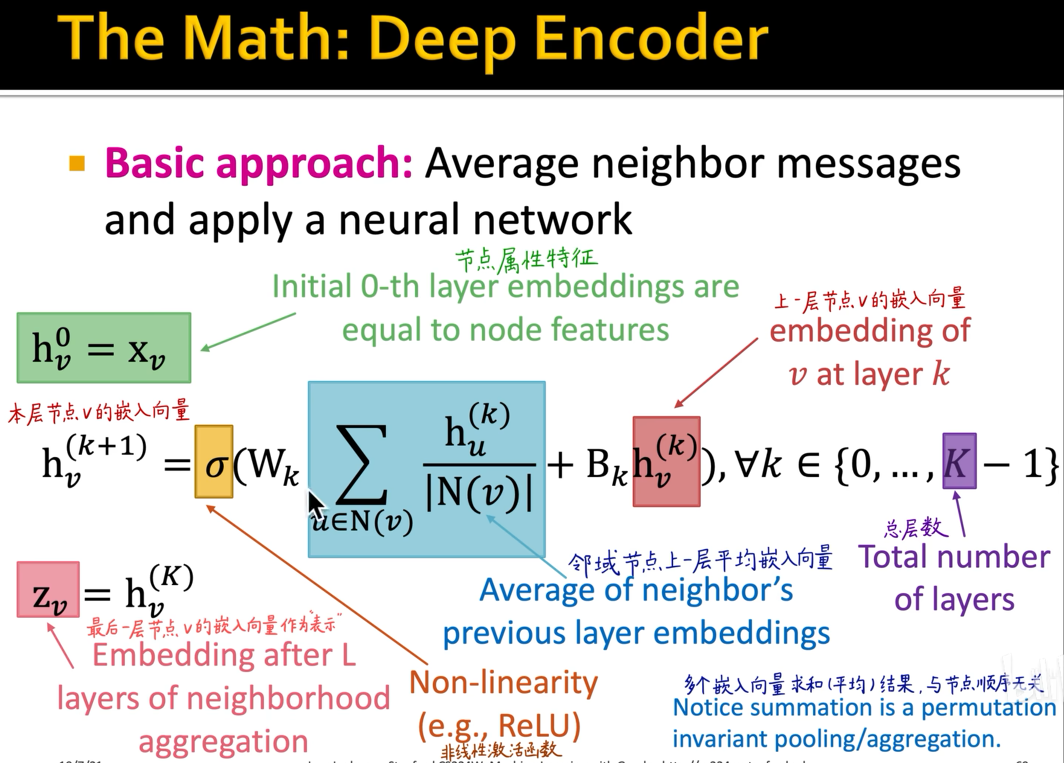 The Math: Deep Encoder
Basic approach: Average neighbor messages
and apply a neural network
节点属性特征
Initial 0-th layer embeddings are
equal to node features
上一层节点v的嵌入向量
embedding of
v at layer k
h_v^0 = x_v
本层节点v的嵌入向量
h_v^{(k+1)} = σ(W_k ∑_{u∈N(v)} h_u^{(k)} / |N(v)| + B_k h_v^{(k)}), ∀k ∈ {0, …, K − 1}
总层数
Total number
of layers
邻域节点上一层平均嵌入向量
Average of neighbor's
previous layer embeddings
z_v = h_v^{(K)}
最后一层节点v的嵌入向量作为"表示"
Embedding after L
layers of neighborhood
aggregation
Non-linearity
(e.g., ReLU)
非线性激活函数
多个嵌入向量求和(平均)结果,与节点顺序无关
Notice summation is a permutation
invariant pooling/aggregation.